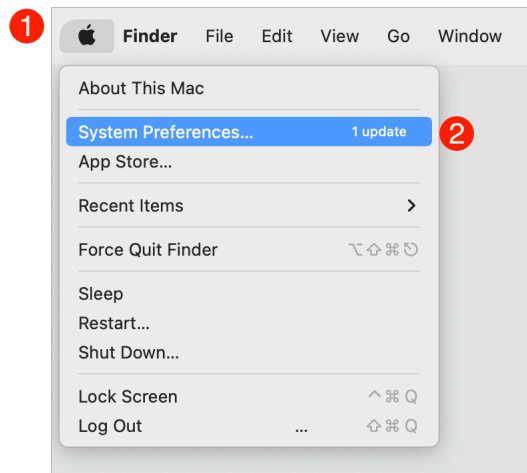 1
Finder File Edit View Go Window
About This Mac
System Preferences... 1 update 2
App Store...
Recent Items >
Force Quit Finder ⌥⇧⌘⎋
Sleep
Restart...
Shut Down...
Lock Screen ^⌘Q
Log Out ... ⇧⌘Q